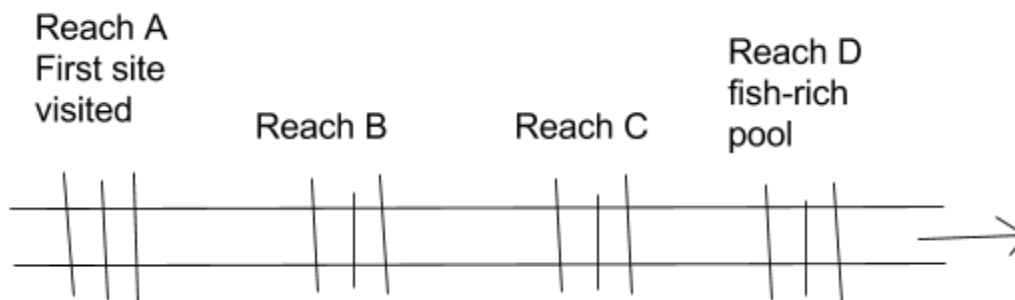 Reach A
First site
visited
Reach B
Reach C
Reach D
fish-rich
pool